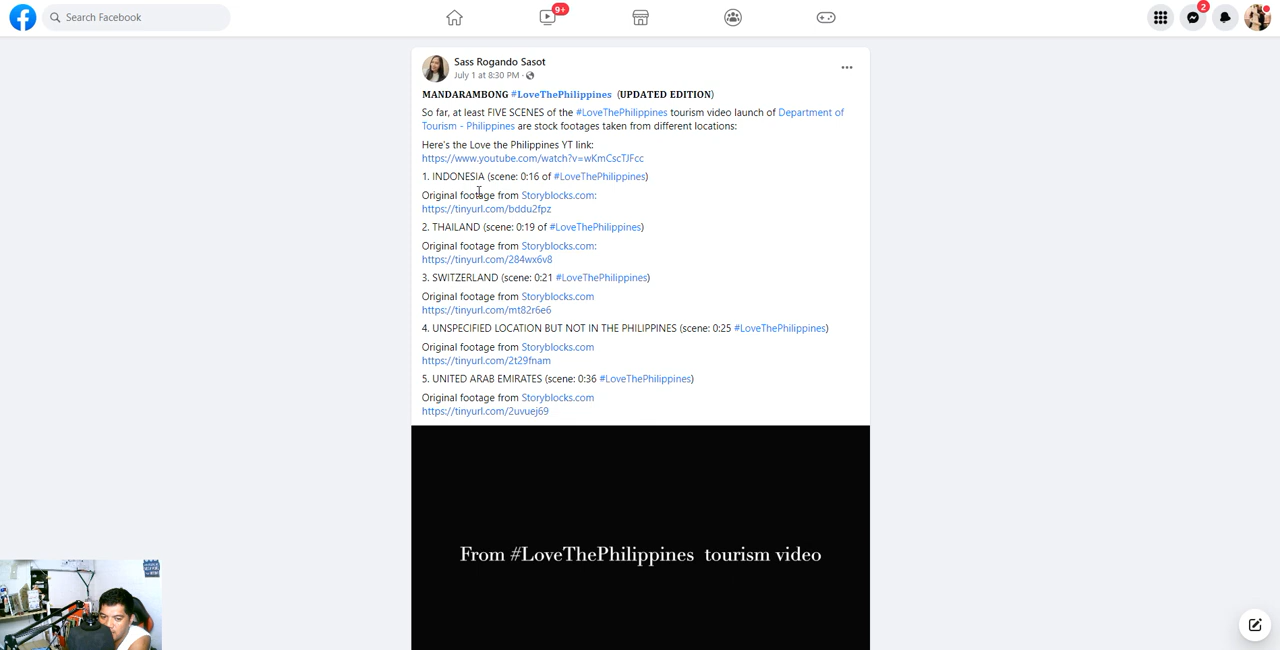 Search Facebook
9+
2
Sass Rogando Sasot
July 1 at 8:30 PM ·
MANDARAMBONG #LoveThePhilippines (UPDATED EDITION)
So far, at least FIVE SCENES of the #LoveThePhilippines tourism video launch of Department of
Tourism - Philippines are stock footages taken from different locations:
Here's the Love the Philippines YT link:
https://www.youtube.com/watch?v=wKmCscTJFcc
1. INDONESIA (scene: 0:16 of #LoveThePhilippines)
Original footage from Storyblocks.com:
https://tinyurl.com/bddu2fpz
2. THAILAND (scene: 0:19 of #LoveThePhilippines)
Original footage from Storyblocks.com:
https://tinyurl.com/284wx6v8
3. SWITZERLAND (scene: 0:21 #LoveThePhilippines)
Original footage from Storyblocks.com
https://tinyurl.com/mt82r6e6
4. UNSPECIFIED LOCATION BUT NOT IN THE PHILIPPINES (scene: 0:25 #LoveThePhilippines)
Original footage from Storyblocks.com
https://tinyurl.com/2t29fnam
5. UNITED ARAB EMIRATES (scene: 0:36 #LoveThePhilippines)
Original footage from Storyblocks.com
https://tinyurl.com/2uvuej69
From #LoveThePhilippines tourism video